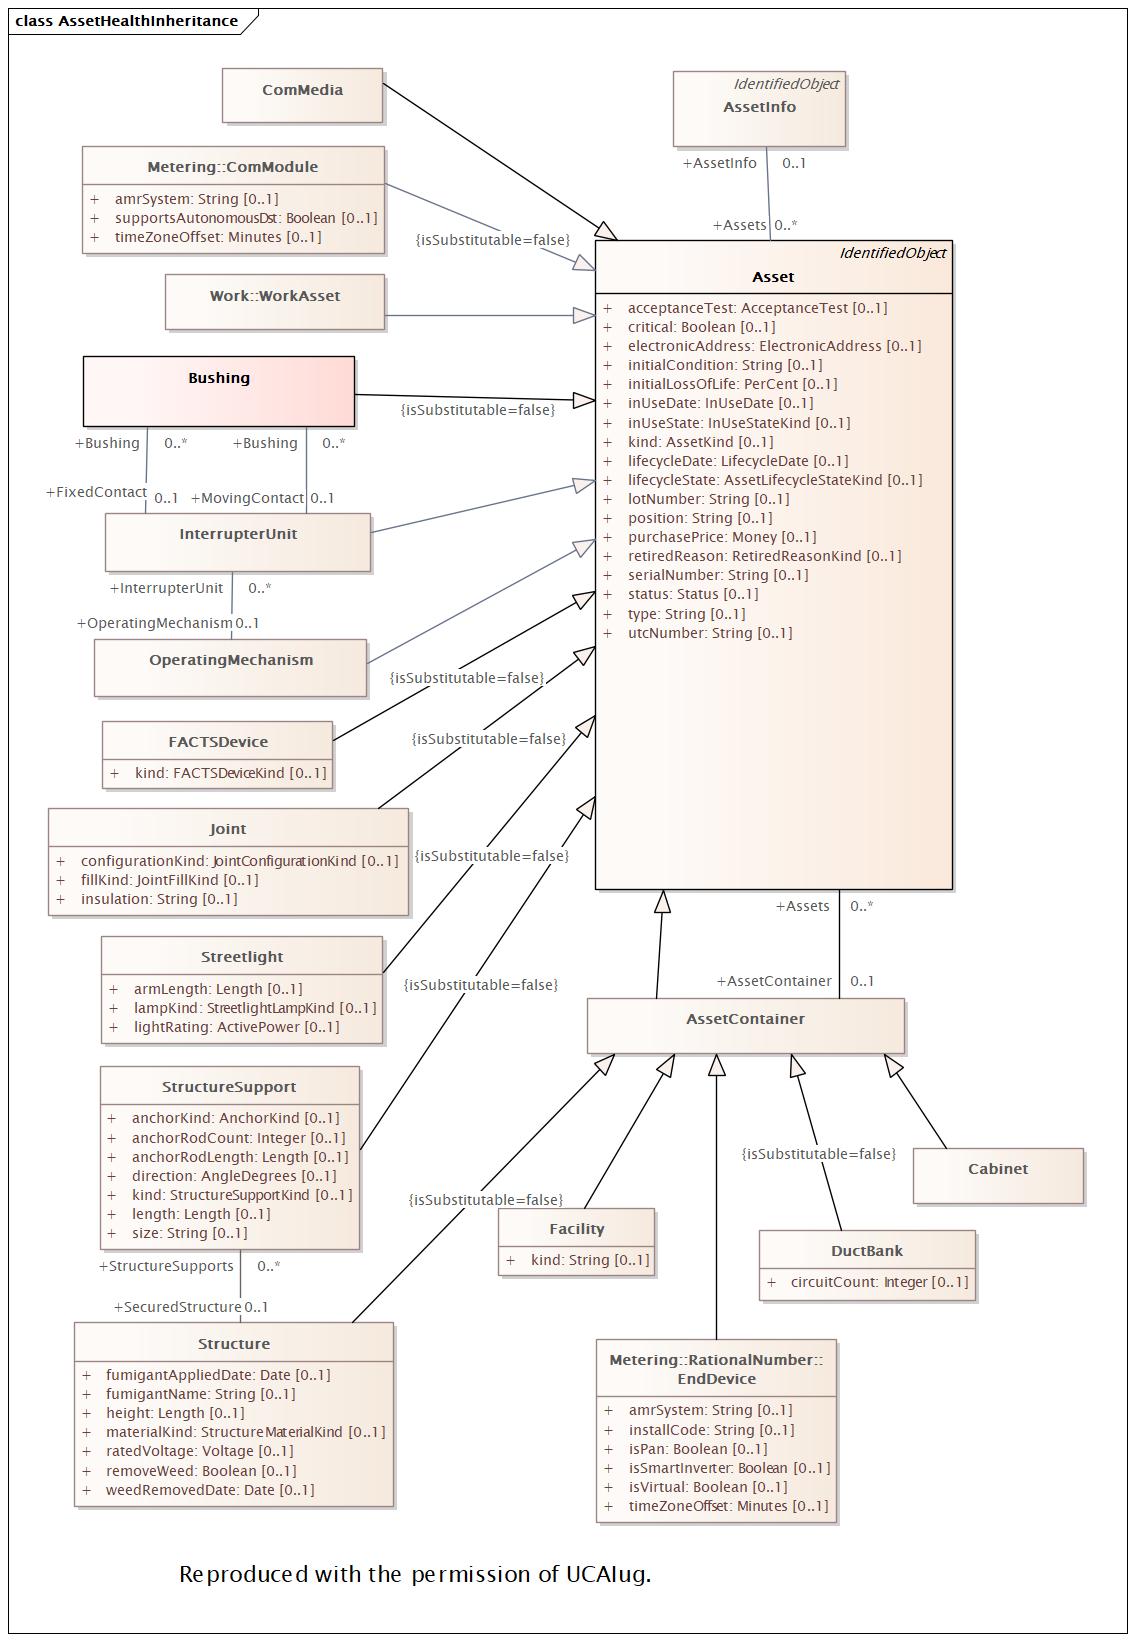 class AssetHealthInheritance
ComMedia
IdentifiedObject
AssetInfo
+AssetInfo 0..1
+Assets 0..*
Metering::ComModule
+ amrSystem: String [0..1]
+ supportsAutonomousDst: Boolean [0..1]
+ timeZoneOffset: Minutes [0..1]
{isSubstitutable=false}
Work::WorkAsset
IdentifiedObject
Asset
+ acceptanceTest: AcceptanceTest [0..1]
+ critical: Boolean [0..1]
+ electronicAddress: ElectronicAddress [0..1]
+ initialCondition: String [0..1]
+ initialLossOfLife: PerCent [0..1]
+ inUseDate: InUseDate [0..1]
+ inUseState: InUseStateKind [0..1]
+ kind: AssetKind [0..1]
+ lifecycleDate: LifecycleDate [0..1]
+ lifecycleState: AssetLifecycleStateKind [0..1]
+ lotNumber: String [0..1]
+ position: String [0..1]
+ purchasePrice: Money [0..1]
+ retiredReason: RetiredReasonKind [0..1]
+ serialNumber: String [0..1]
+ status: Status [0..1]
+ type: String [0..1]
+ utcNumber: String [0..1]
Bushing
{isSubstitutable=false}
+Bushing 0..*
+Bushing 0..*
+FixedContact 0..1
+MovingContact 0..1
InterrupterUnit
+InterrupterUnit 0..*
+OperatingMechanism 0..1
OperatingMechanism
{isSubstitutable=false}
FACTSDevice
+ kind: FACTSDeviceKind [0..1]
{isSubstitutable=false}
Joint
+ configurationKind: JointConfigurationKind [0..1]
+ fillKind: JointFillKind [0..1]
+ insulation: String [0..1]
{isSubstitutable=false}
Streetlight
+ armLength: Length [0..1]
+ lampKind: StreetlightLampKind [0..1]
+ lightRating: ActivePower [0..1]
{isSubstitutable=false}
+Assets 0..*
+AssetContainer 0..1
AssetContainer
StructureSupport
+ anchorKind: AnchorKind [0..1]
+ anchorRodCount: Integer [0..1]
+ anchorRodLength: Length [0..1]
+ direction: AngleDegrees [0..1]
+ kind: StructureSupportKind [0..1]
+ length: Length [0..1]
+ size: String [0..1]
{isSubstitutable=false}
{isSubstitutable=false}
Cabinet
Facility
+ kind: String [0..1]
DuctBank
+ circuitCount: Integer [0..1]
+StructureSupports 0..*
+SecuredStructure 0..1
Structure
+ fumigantAppliedDate: Date [0..1]
+ fumigantName: String [0..1]
+ height: Length [0..1]
+ materialKind: StructureMaterialKind [0..1]
+ ratedVoltage: Voltage [0..1]
+ removeWeed: Boolean [0..1]
+ weedRemovedDate: Date [0..1]
Metering::RationalNumber::
EndDevice
+ amrSystem: String [0..1]
+ installCode: String [0..1]
+ isPan: Boolean [0..1]
+ isSmartInverter: Boolean [0..1]
+ isVirtual: Boolean [0..1]
+ timeZoneOffset: Minutes [0..1]
Reproduced with the permission of UCAIug.